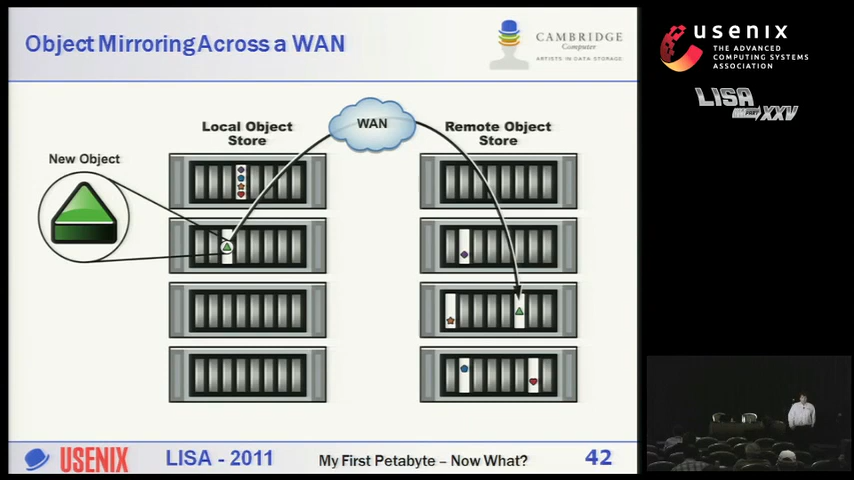 Object Mirroring Across a WAN
CAMBRIDGE
Computer
ARTISTS IN DATA STORAGE
Local Object
Store
WAN
Remote Object
Store
New Object
USENIX
LISA - 2011
My First Petabyte – Now What?
42
usenix
THE ADVANCED
COMPUTING SYSTEMS
ASSOCIATION
LISA
XXV